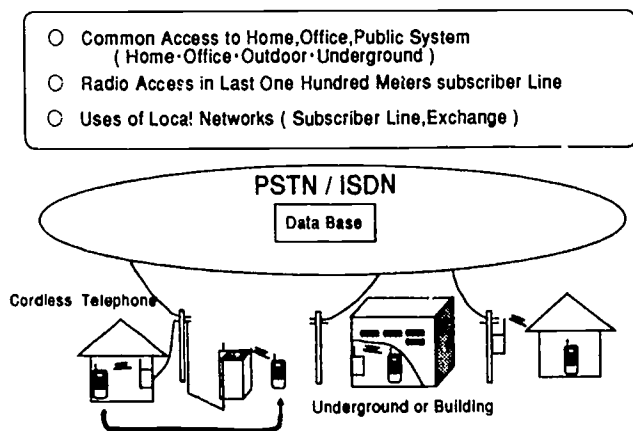 ○ Common Access to Home,Office,Public System
( Home·Office·Outdoor·Underground )
○ Radio Access in Last One Hundred Meters subscriber Line
○ Uses of Local Networks ( Subscriber Line,Exchange )
PSTN / ISDN
Data Base
Cordless Telephone
Underground or Building